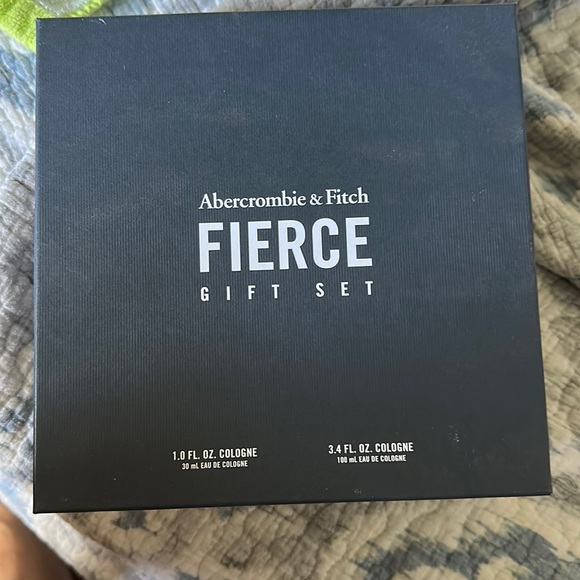 Abercrombie & Fitch
FIERCE
GIFT SET
1.0 FL. OZ. COLOGNE
30 mL EAU DE COLOGNE
3.4 FL. OZ. COLOGNE
100 mL EAU DE COLOGNE